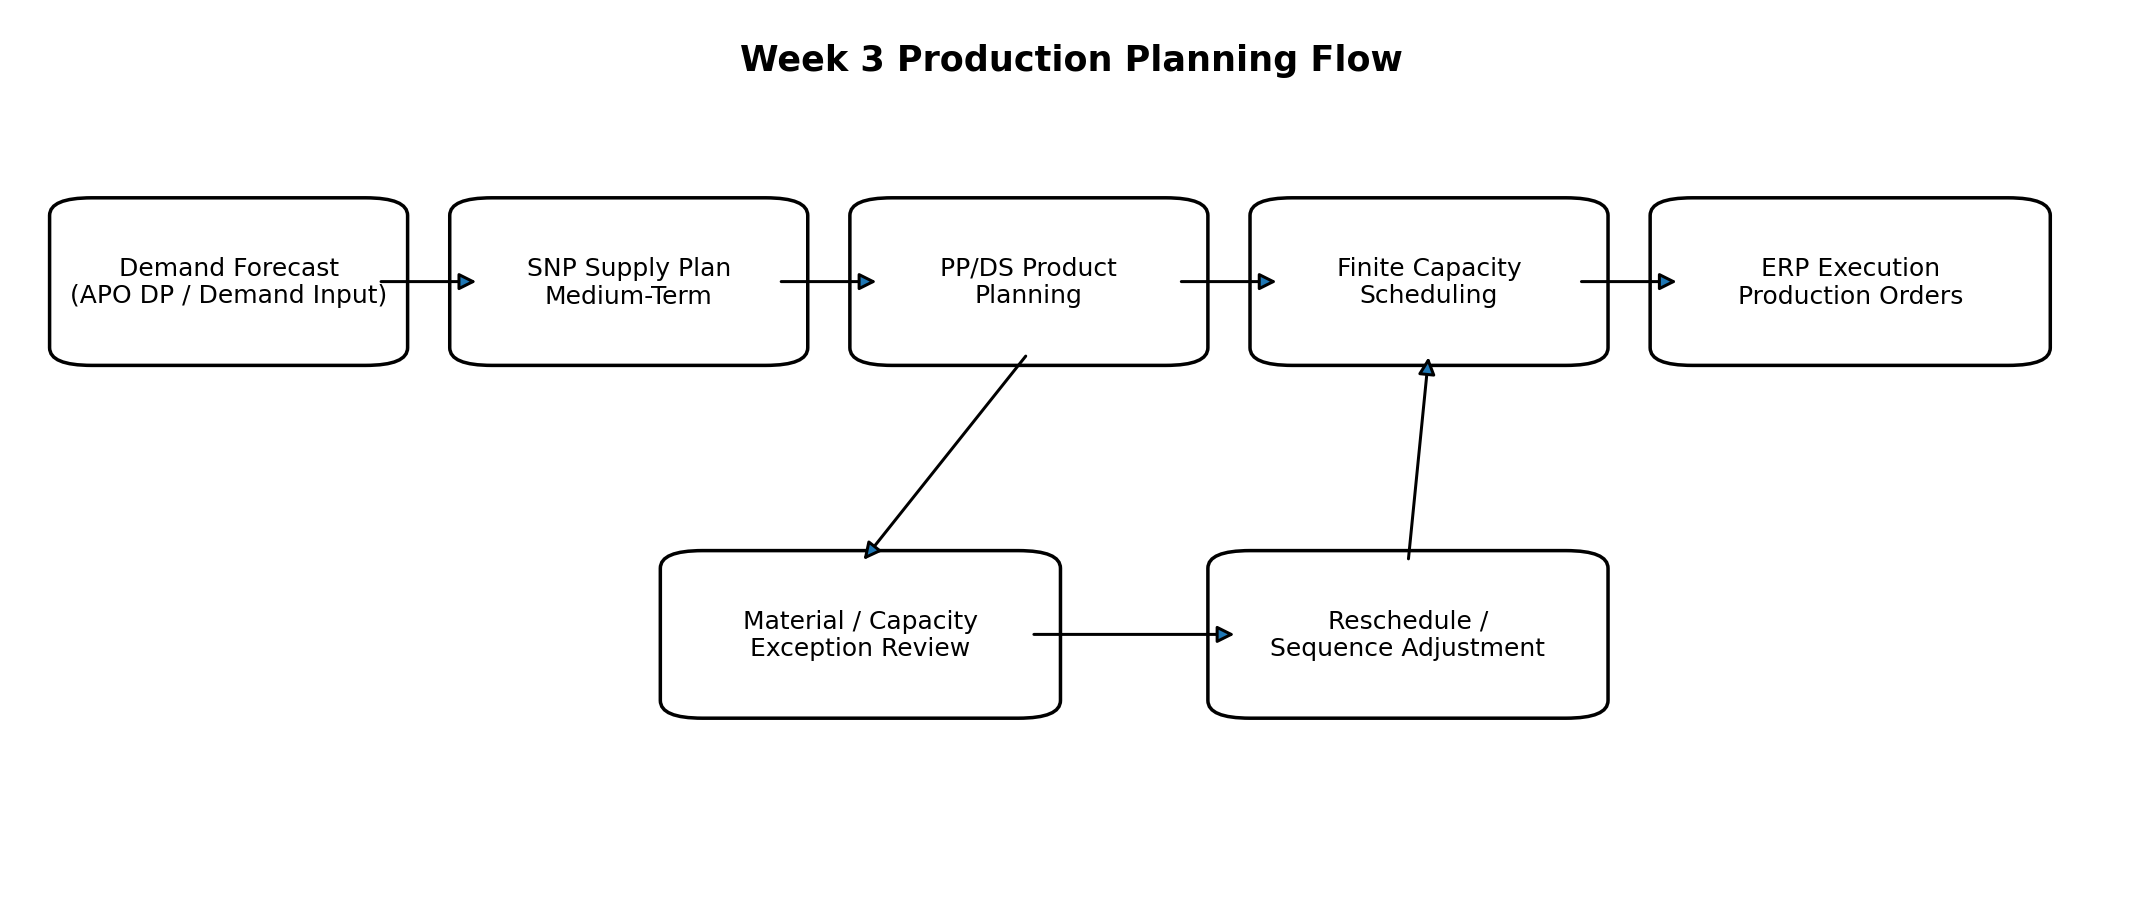 Week 3 Production Planning Flow
Demand Forecast
(APO DP / Demand Input)
SNP Supply Plan
Medium-Term
PP/DS Product
Planning
Finite Capacity
Scheduling
ERP Execution
Production Orders
Material / Capacity
Exception Review
Reschedule /
Sequence Adjustment